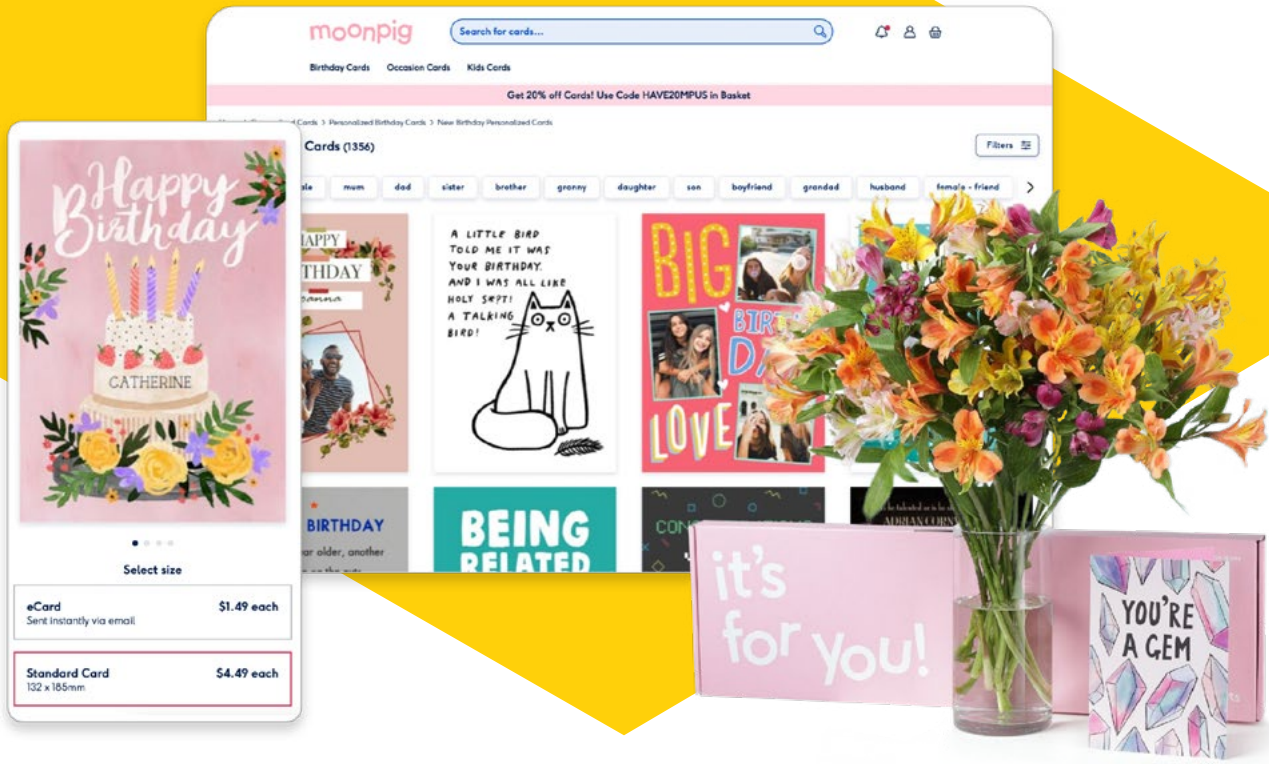 moonpig
Search for cards...
Birthday Cards Occasion Cards Kids Cards
Get 20% off Cards! Use Code HAVE20MPUS in Basket
Cards > Personalized Birthday Cards > New Birthday Personalized Cards
Cards (1356)
Filters
mum dad sister brother granny daughter son boyfriend grandad husband female - friend
Happy
Birthday
CATHERINE
Select size
eCard $1.49 each
Sent instantly via email
Standard Card $4.49 each
132 x 185mm
A LITTLE BIRD
TOLD ME IT WAS
YOUR BIRTHDAY.
AND I WAS ALL LIKE
HOLY S#*T!
A TALKING
BIRD!
BIG
LOVE
BIRTHDAY
older, another
BEING
RELATED
ADRIAN
it's
for you!
YOU'RE
A GEM